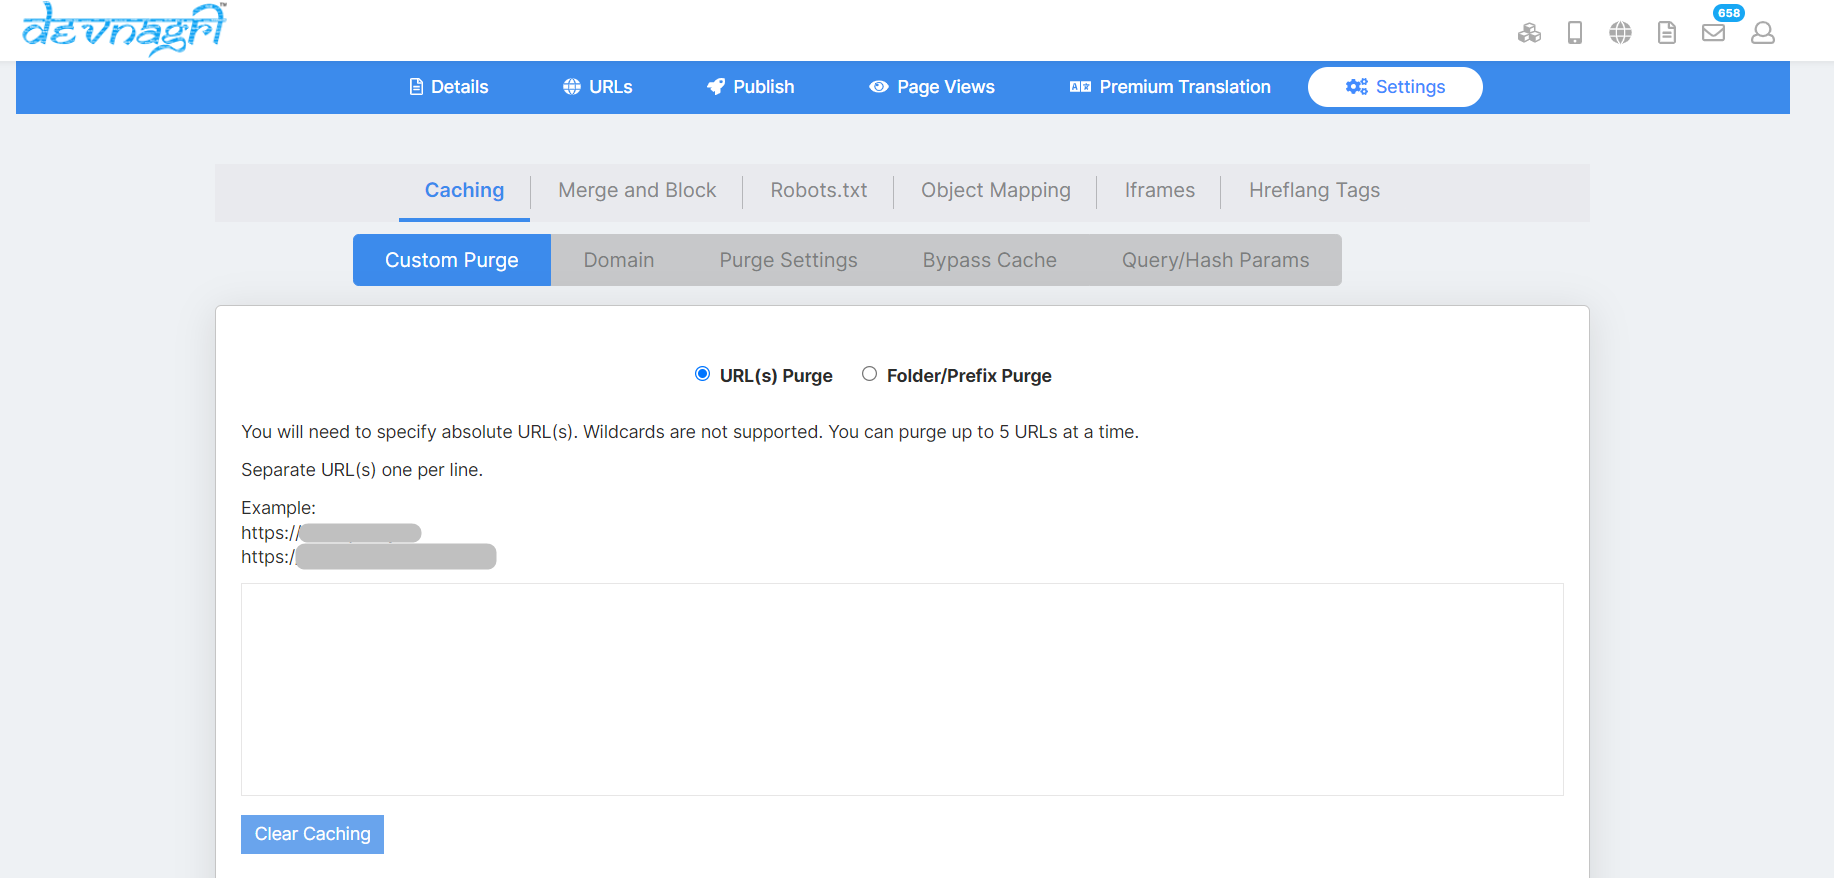 devnagri™
658
Details URLs Publish Page Views Premium Translation Settings
Caching Merge and Block Robots.txt Object Mapping Iframes Hreflang Tags
Custom Purge Domain Purge Settings Bypass Cache Query/Hash Params
URL(s) Purge Folder/Prefix Purge
You will need to specify absolute URL(s). Wildcards are not supported. You can purge up to 5 URLs at a time.
Separate URL(s) one per line.
Example:
https://
https:/
Clear Caching